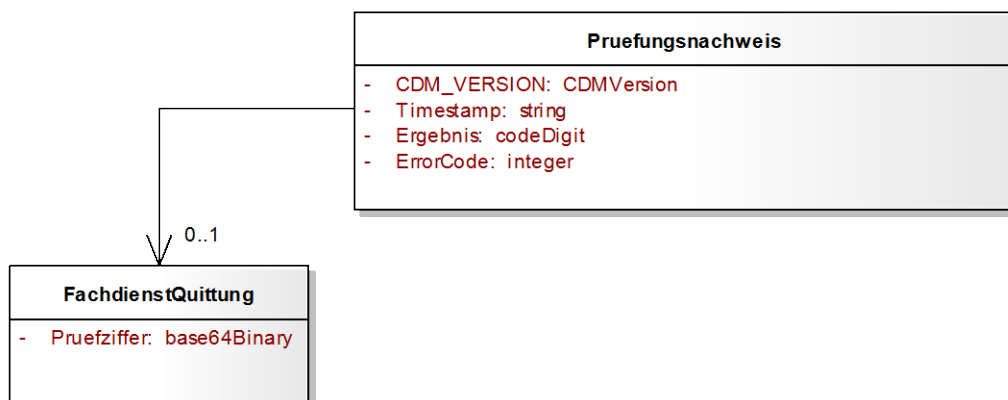 Pruefungsnachweis
- CDM_VERSION: CDMVersion
- Timestamp: string
- Ergebnis: codeDigit
- ErrorCode: integer
0..1
FachdienstQuittung
- Pruefziffer: base64Binary